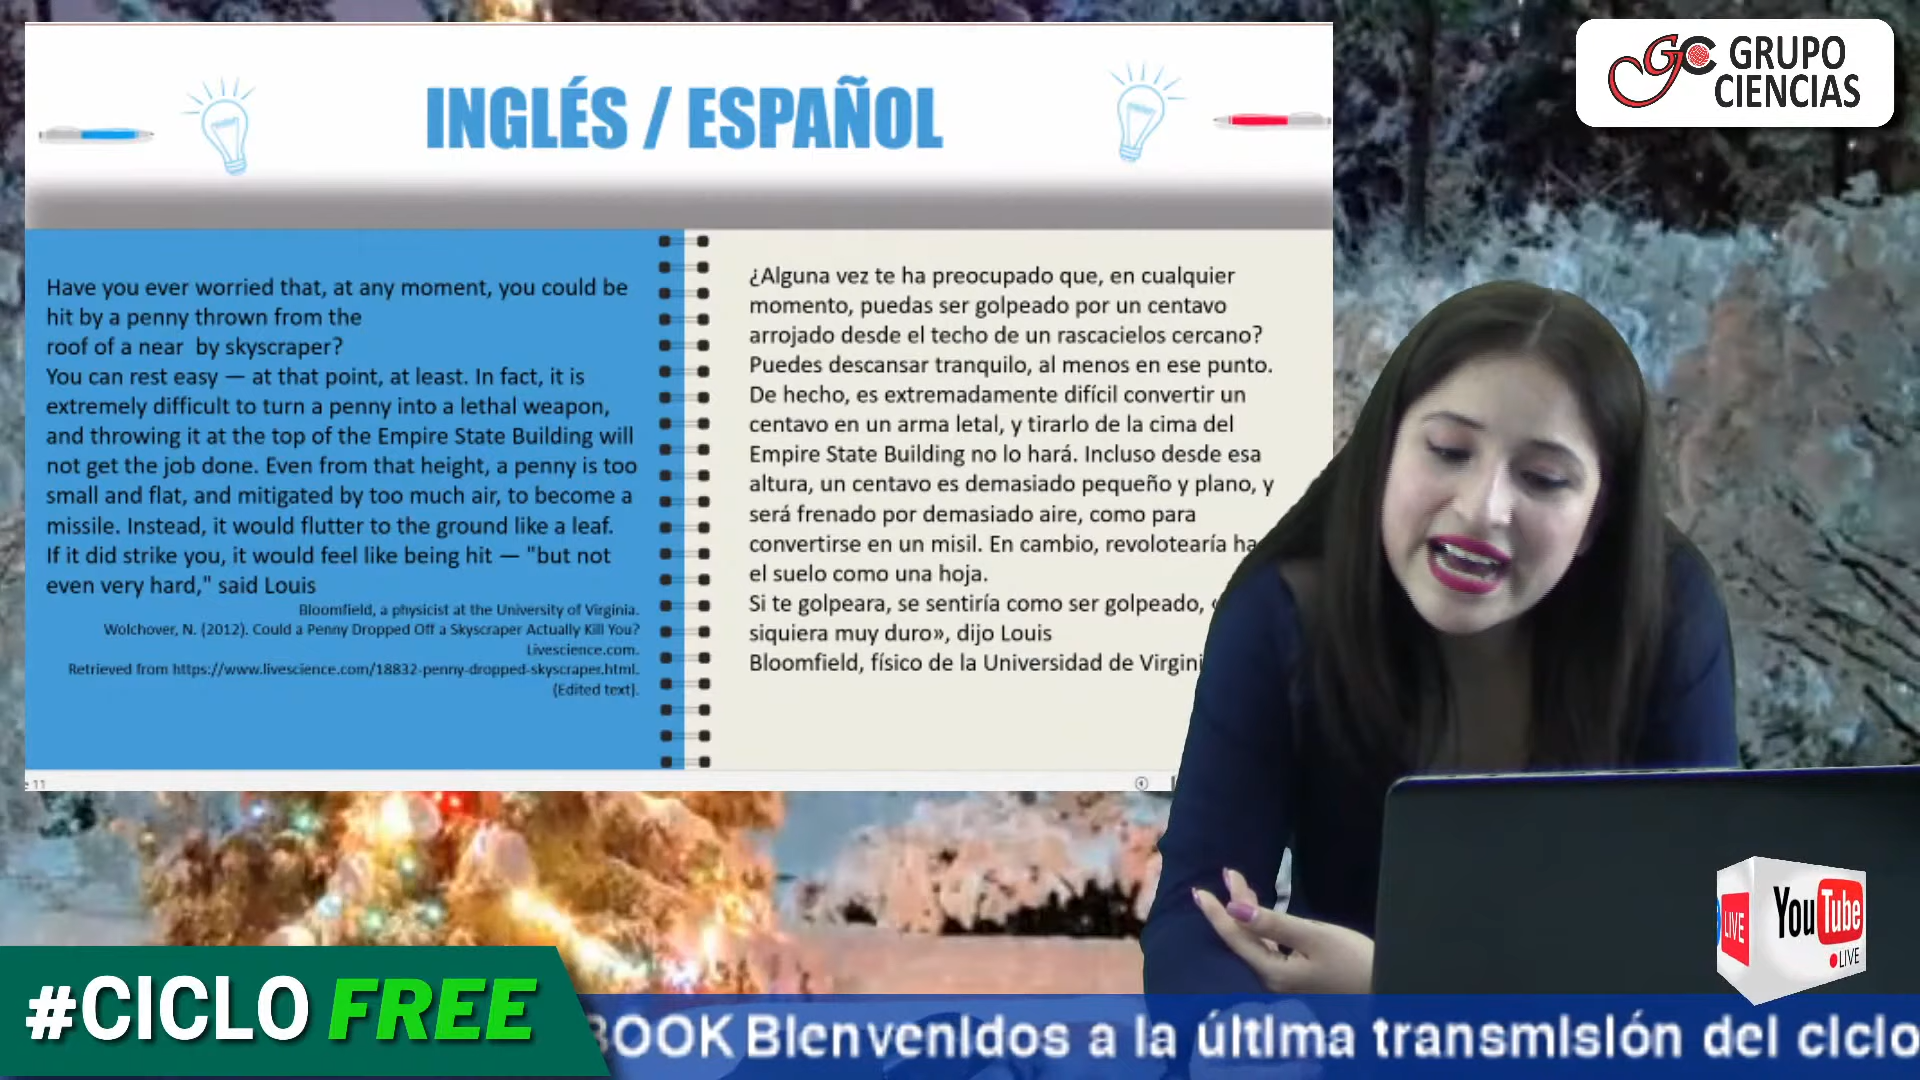 INGLÉS / ESPAÑOL
GRUPO
CIENCIAS
Have you ever worried that, at any moment, you could be
hit by a penny thrown from the
roof of a near by skyscraper?
You can rest easy — at that point, at least. In fact, it is
extremely difficult to turn a penny into a lethal weapon,
and throwing it at the top of the Empire State Building will
not get the job done. Even from that height, a penny is too
small and flat, and mitigated by too much air, to become a
missile. Instead, it would flutter to the ground like a leaf.
If it did strike you, it would feel like being hit — "but not
even very hard," said Louis
Bloomfield, a physicist at the University of Virginia.
Wolchover, N. (2012). Could a Penny Dropped Off a Skyscraper Actually Kill You?
Livescience.com.
Retrieved from https://www.livescience.com/18832-penny-dropped-skyscraper.html.
(Edited text).
¿Alguna vez te ha preocupado que, en cualquier
momento, puedas ser golpeado por un centavo
arrojado desde el techo de un rascacielos cercano?
Puedes descansar tranquilo, al menos en ese punto.
De hecho, es extremadamente difícil convertir un
centavo en un arma letal, y tirarlo de la cima del
Empire State Building no lo hará. Incluso desde esa
altura, un centavo es demasiado pequeño y plano, y
será frenado por demasiado aire, como para
convertirse en un misil. En cambio, revolotearía ha
el suelo como una hoja.
Si te golpeara, se sentiría como ser golpeado,
siquiera muy duro», dijo Louis
Bloomfield, físico de la Universidad de Virgini
11
LIVE
YouTube
LIVE
#CICLO FREE
BOOK Bienvenidos a la última transmisión del ciclo